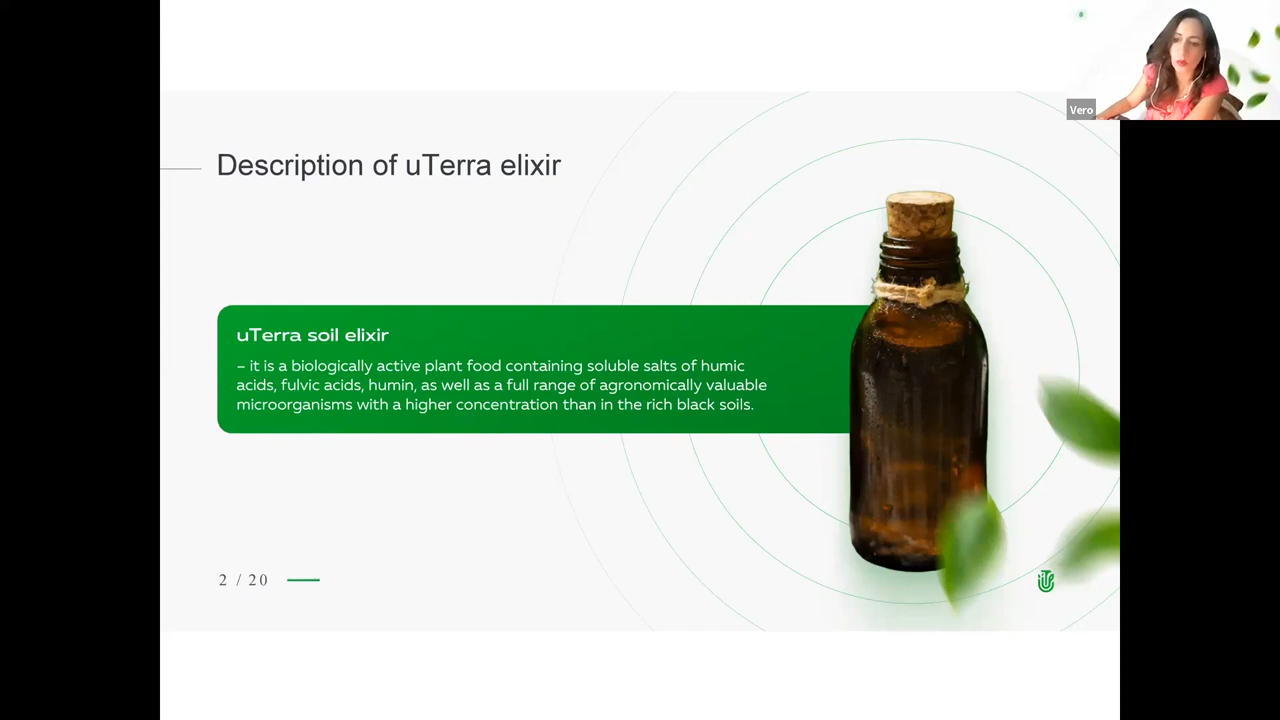 Vero
Description of uTerra elixir
uTerra soil elixir
– it is a biologically active plant food containing soluble salts of humic
acids, fulvic acids, humin, as well as a full range of agronomically valuable
microorganisms with a higher concentration than in the rich black soils.
2 / 20